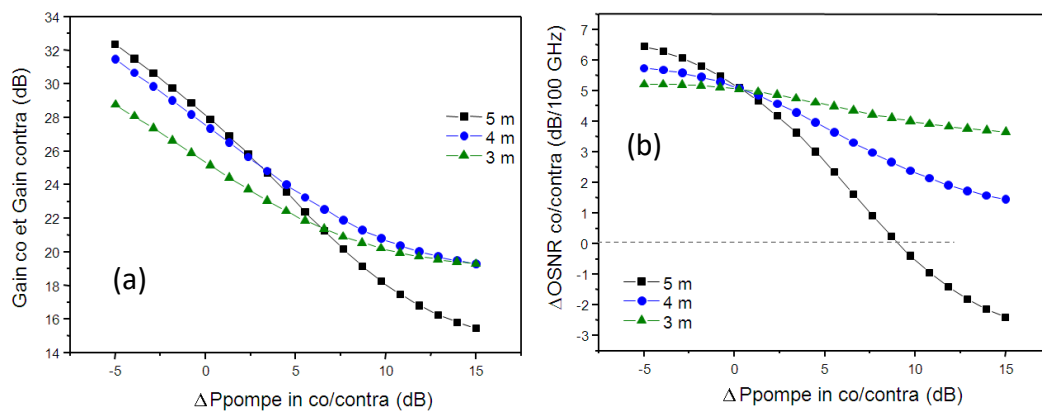 34
32
30
28
26
24
22
20
18
16
14
Gain co et Gain contra (dB)
5 m
4 m
3 m
(a)
-5
0
5
10
15
Δ Ppompe in co/contra (dB)
7
6
5
4
3
2
1
0
-1
-2
-3
ΔOSNR co/contra (dB/100 GHz)
(b)
5 m
4 m
3 m
-5
0
5
10
15
Δ Ppompe in co/contra (dB)